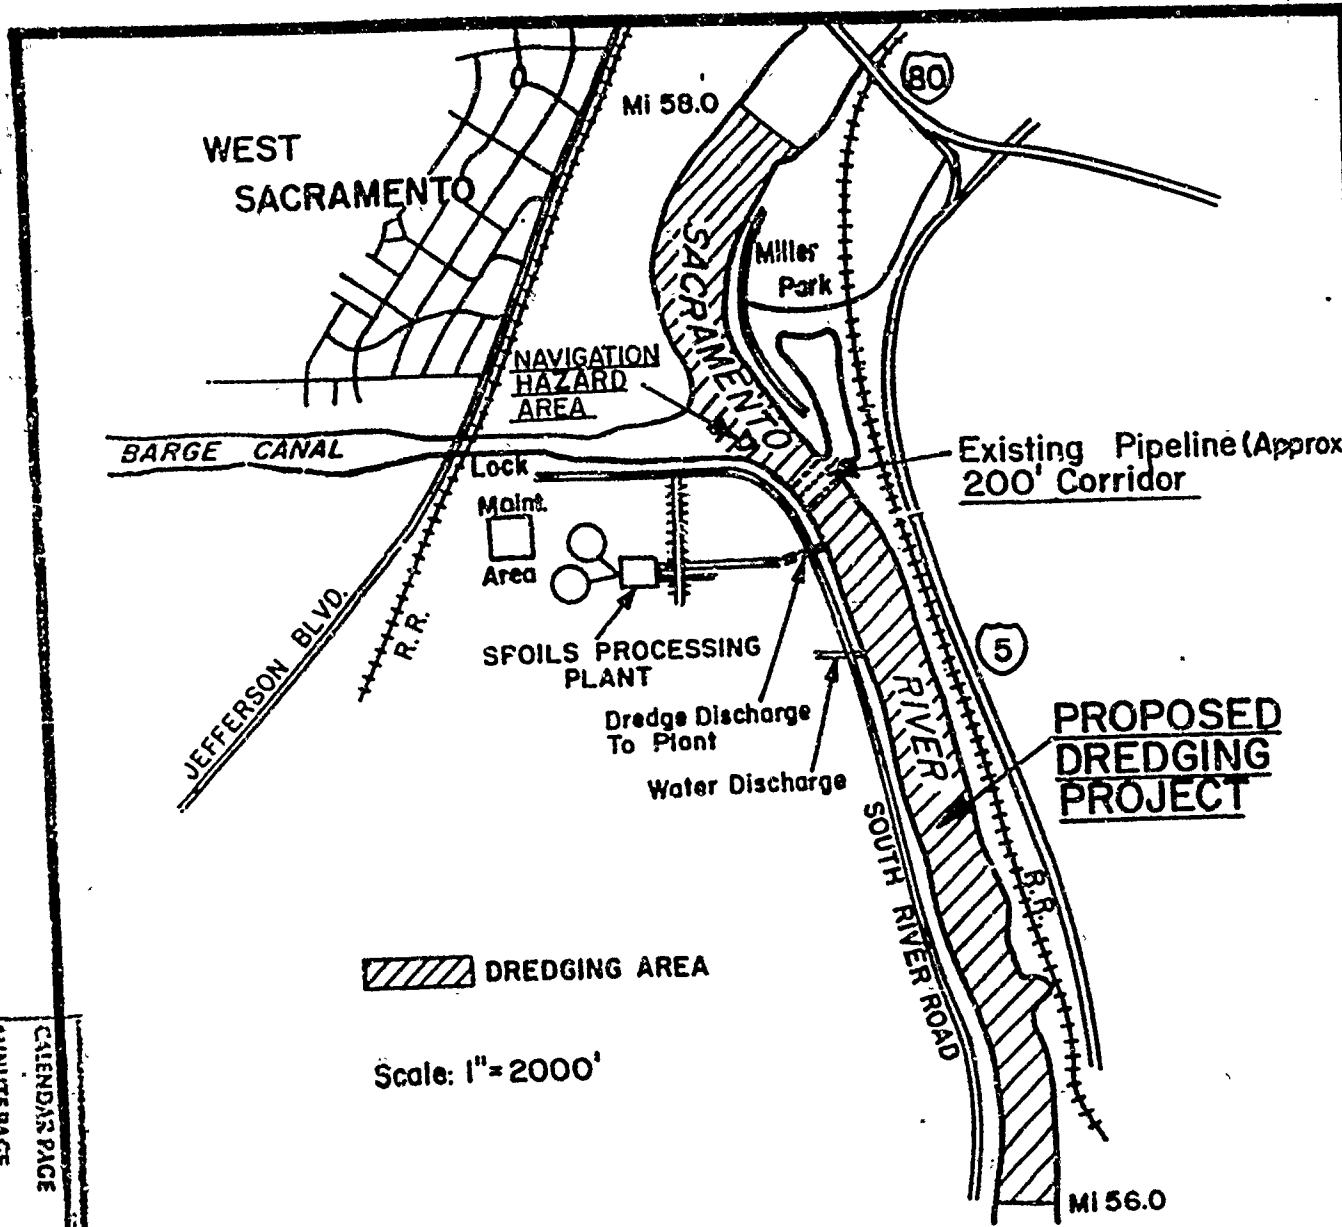 80
Mi 58.0
WEST
SACRAMENTO
SACRAMENTO
Miller
Park
NAVIGATION
HAZARD
AREA
BARGE CANAL
Lock
Existing Pipeline (Approx
200' Corridor
Maint.
Area
R.R.
JEFFERSON BLVD.
SPOILS PROCESSING
PLANT
5
RIVER
Dredge Discharge
To Plant
Water Discharge
PROPOSED
DREDGING
PROJECT
SOUTH RIVER ROAD
R.R.
DREDGING AREA
Scale: 1"=2000'
CALENDAR PAGE
MINUTE PAGE
Mi 56.0